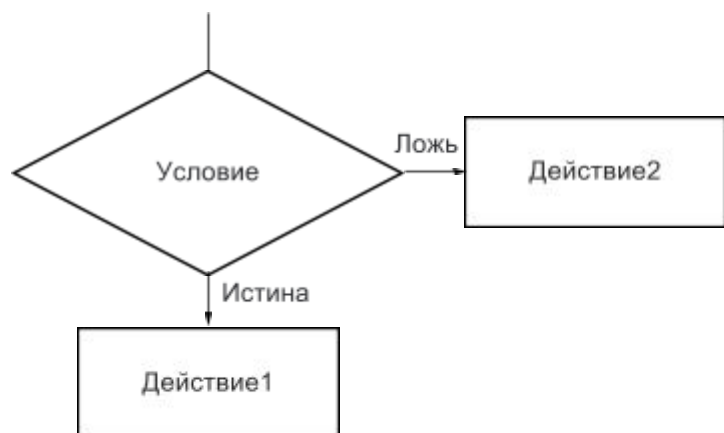 Ложь
Условие
Действие2
Истина
Действие1